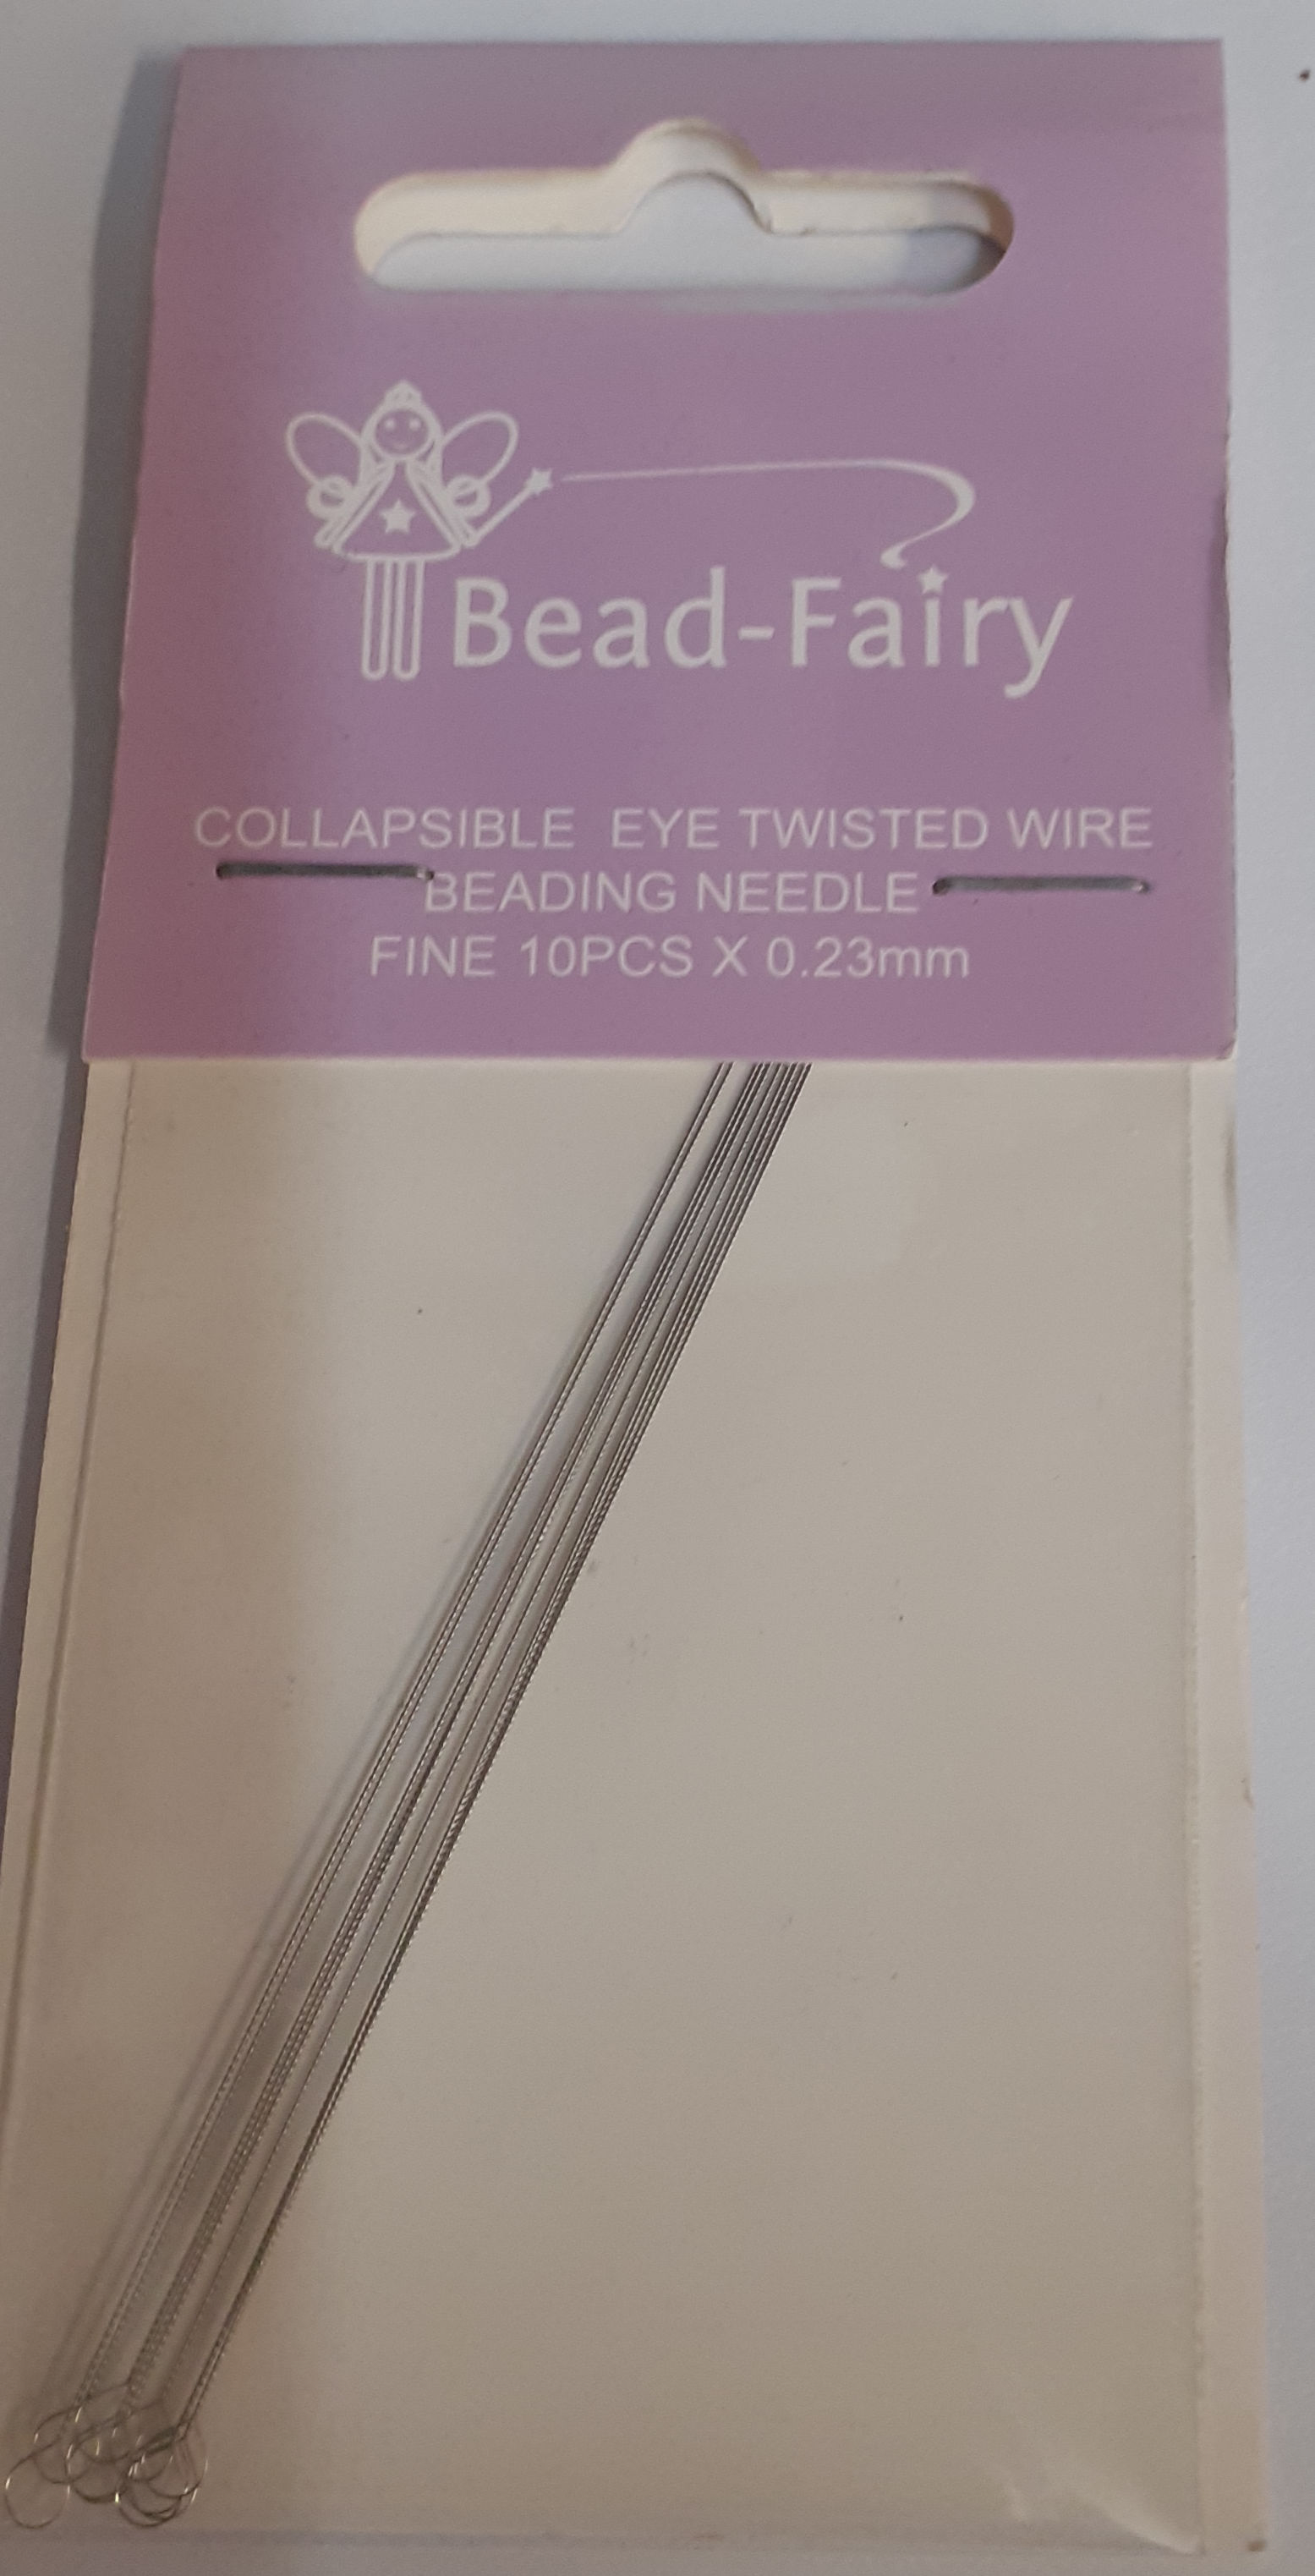 Bead-Fairy
COLLAPSIBLE EYE TWISTED WIRE
BEADING NEEDLE
FINE 10PCS X 0.23mm